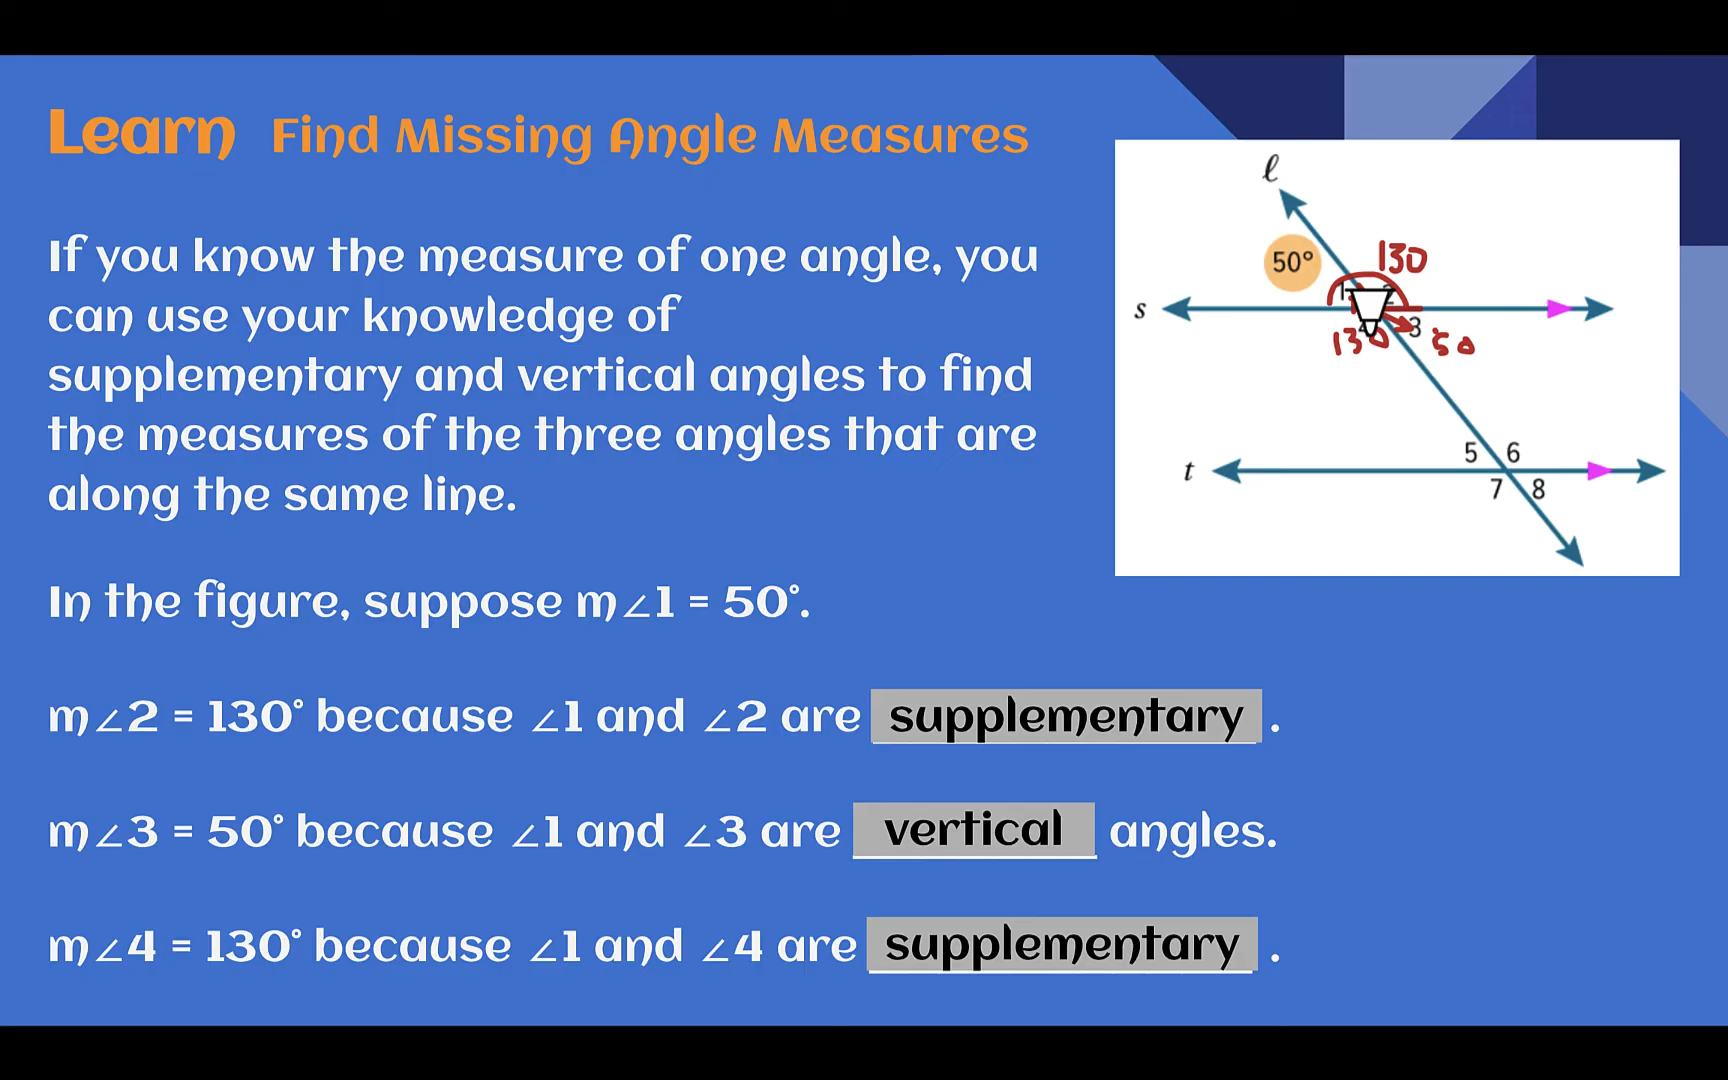 Learn Find Missing Angle Measures
If you know the measure of one angle, you
can use your knowledge of
supplementary and vertical angles to find
the measures of the three angles that are
along the same line.
In the figure, suppose m∠1 = 50°.
m∠2 = 130° because ∠1 and ∠2 are supplementary.
m∠3 = 50° because ∠1 and ∠3 are vertical angles.
m∠4 = 130° because ∠1 and ∠4 are supplementary.
ℓ
50° 130
s 1 2
130 4 3 50
5 6
t
7 8